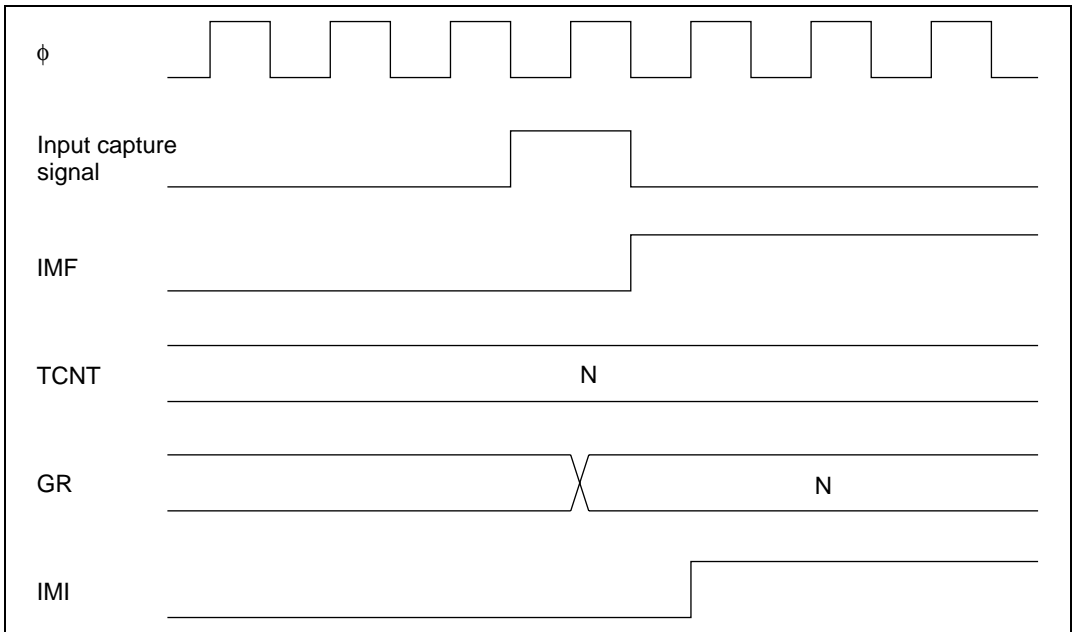 ϕ
Input capture
signal
IMF
TCNT
N
GR
N
IMI